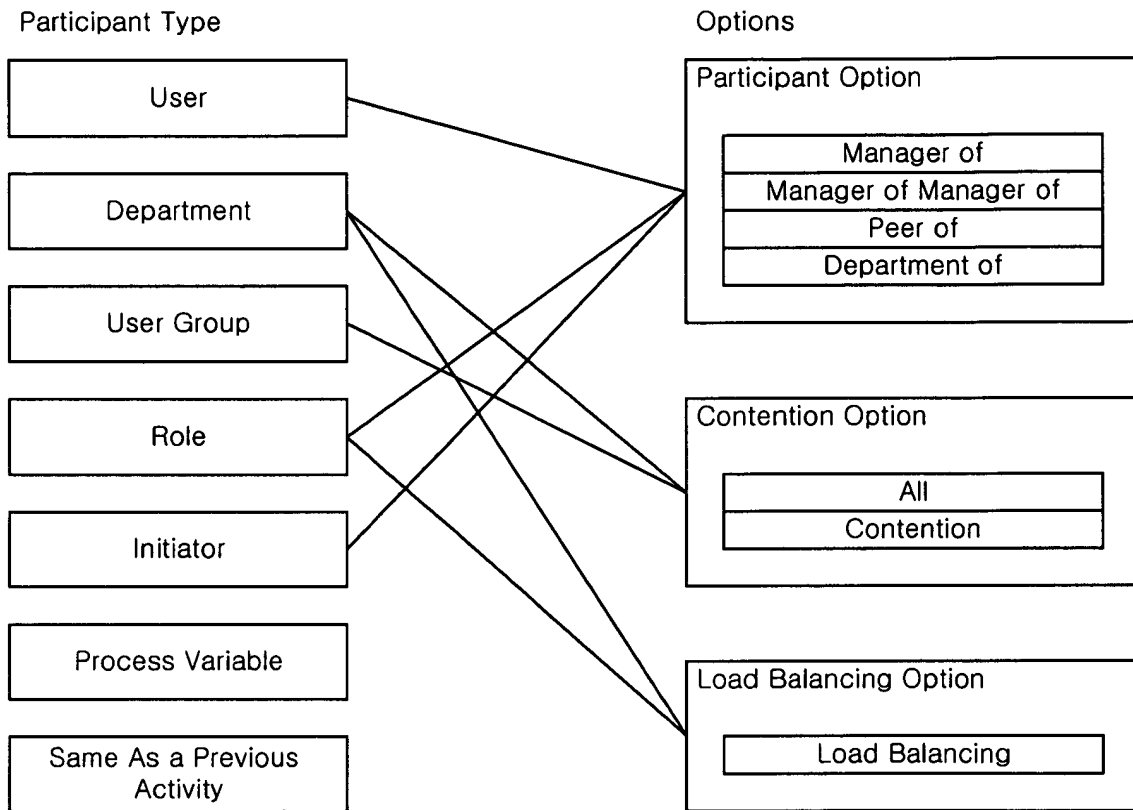 Participant Type
User
Department
User Group
Role
Initiator
Process Variable
Same As a Previous
Activity
Options
Participant Option
Manager of
Manager of Manager of
Peer of
Department of
Contention Option
All
Contention
Load Balancing Option
Load Balancing